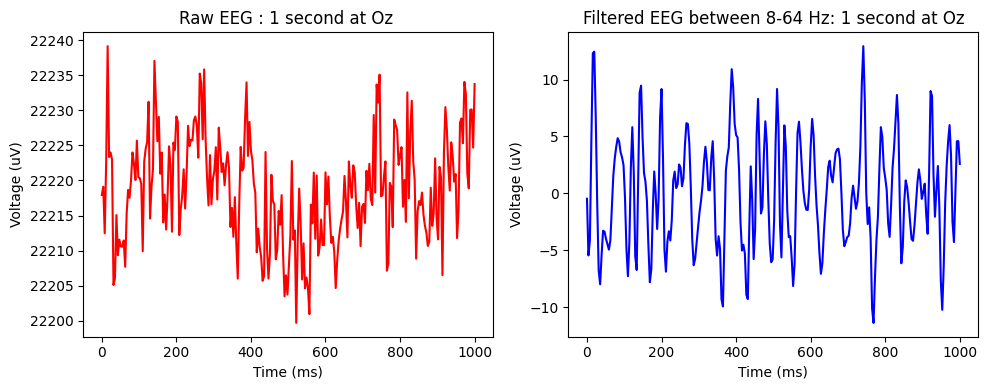 Raw EEG : 1 second at Oz
Voltage (uV)
22240
22235
22230
22225
22220
22215
22210
22205
22200
0 200 400 600 800 1000
Time (ms)
Filtered EEG between 8-64 Hz: 1 second at Oz
Voltage (uV)
10
5
0
−5
−10
0 200 400 600 800 1000
Time (ms)